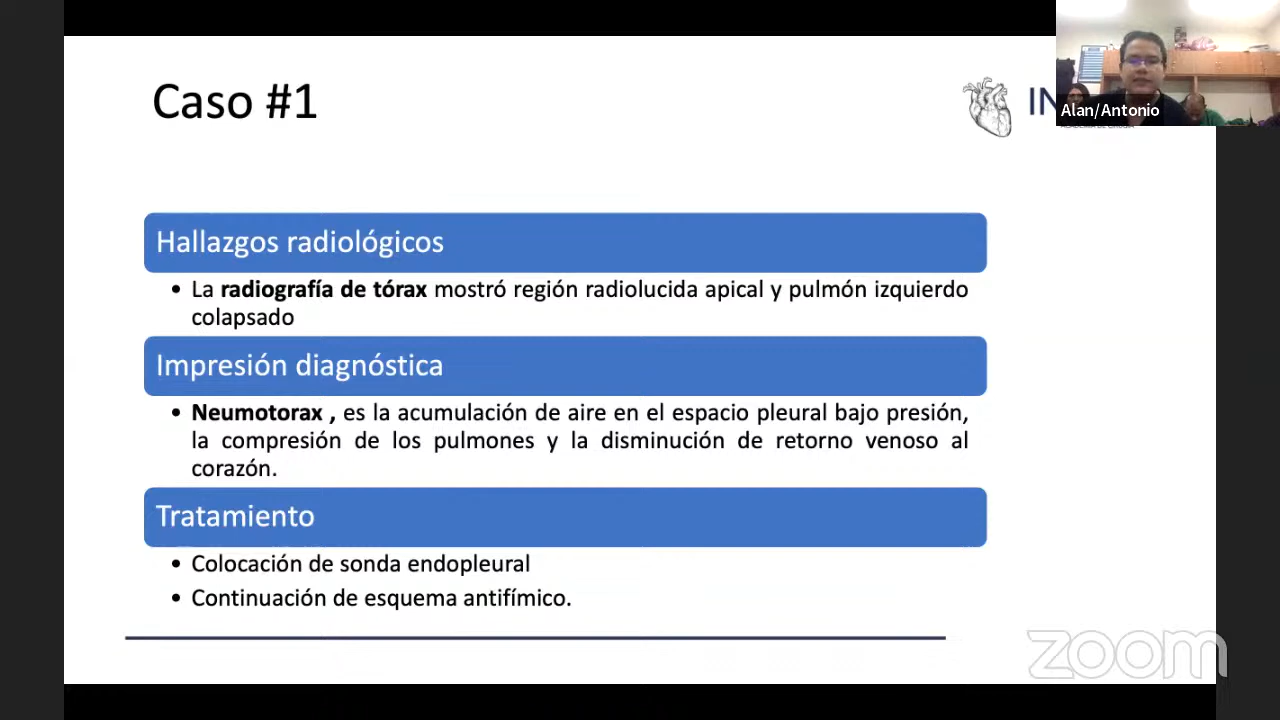 Caso #1
IN
Alan/Antonio
Hallazgos radiológicos
• La radiografía de tórax mostró región radiolucida apical y pulmón izquierdo
colapsado
Impresión diagnóstica
• Neumotorax , es la acumulación de aire en el espacio pleural bajo presión,
la compresión de los pulmones y la disminución de retorno venoso al
corazón.
Tratamiento
• Colocación de sonda endopleural
• Continuación de esquema antifímico.
zoom